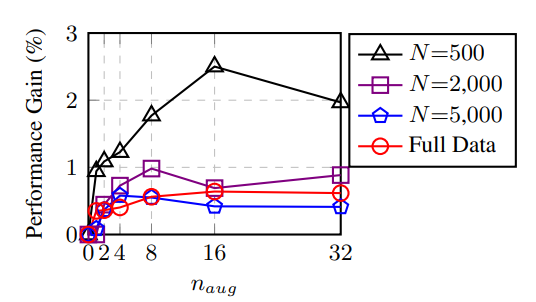 Performance Gain (%)
3
2
1
0
0 2 4 8 16 32
n_aug
N=500
N=2,000
N=5,000
Full Data